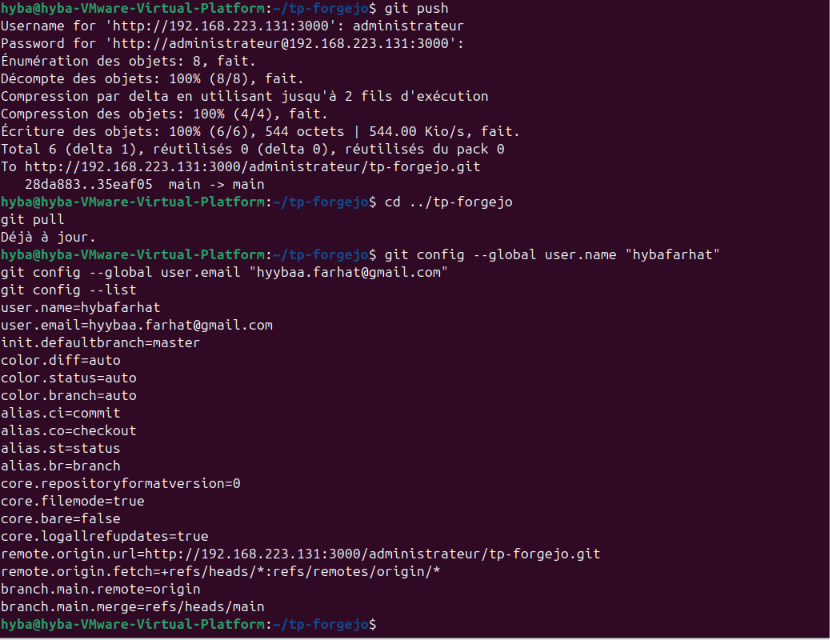 hyba@hyba-VMware-Virtual-Platform:~/tp-forgejo$ git push
Username for 'http://192.168.223.131:3000': administrateur
Password for 'http://administrateur@192.168.223.131:3000':
Énumération des objets: 8, fait.
Décompte des objets: 100% (8/8), fait.
Compression par delta en utilisant jusqu'à 2 fils d'exécution
Compression des objets: 100% (4/4), fait.
Écriture des objets: 100% (6/6), 544 octets | 544.00 Kio/s, fait.
Total 6 (delta 1), réutilisés 0 (delta 0), réutilisés du pack 0
To http://192.168.223.131:3000/administrateur/tp-forgejo.git
   28da883..35eaf05  main -> main
hyba@hyba-VMware-Virtual-Platform:~/tp-forgejo$ cd ../tp-forgejo
git pull
Déjà à jour.
hyba@hyba-VMware-Virtual-Platform:~/tp-forgejo$ git config --global user.name "hybafarhat"
git config --global user.email "hyybaa.farhat@gmail.com"
git config --list
user.name=hybafarhat
user.email=hyybaa.farhat@gmail.com
init.defaultbranch=master
color.diff=auto
color.status=auto
color.branch=auto
alias.ci=commit
alias.co=checkout
alias.st=status
alias.br=branch
core.repositoryformatversion=0
core.filemode=true
core.bare=false
core.logallrefupdates=true
remote.origin.url=http://192.168.223.131:3000/administrateur/tp-forgejo.git
remote.origin.fetch=+refs/heads/*:refs/remotes/origin/*
branch.main.remote=origin
branch.main.merge=refs/heads/main
hyba@hyba-VMware-Virtual-Platform:~/tp-forgejo$